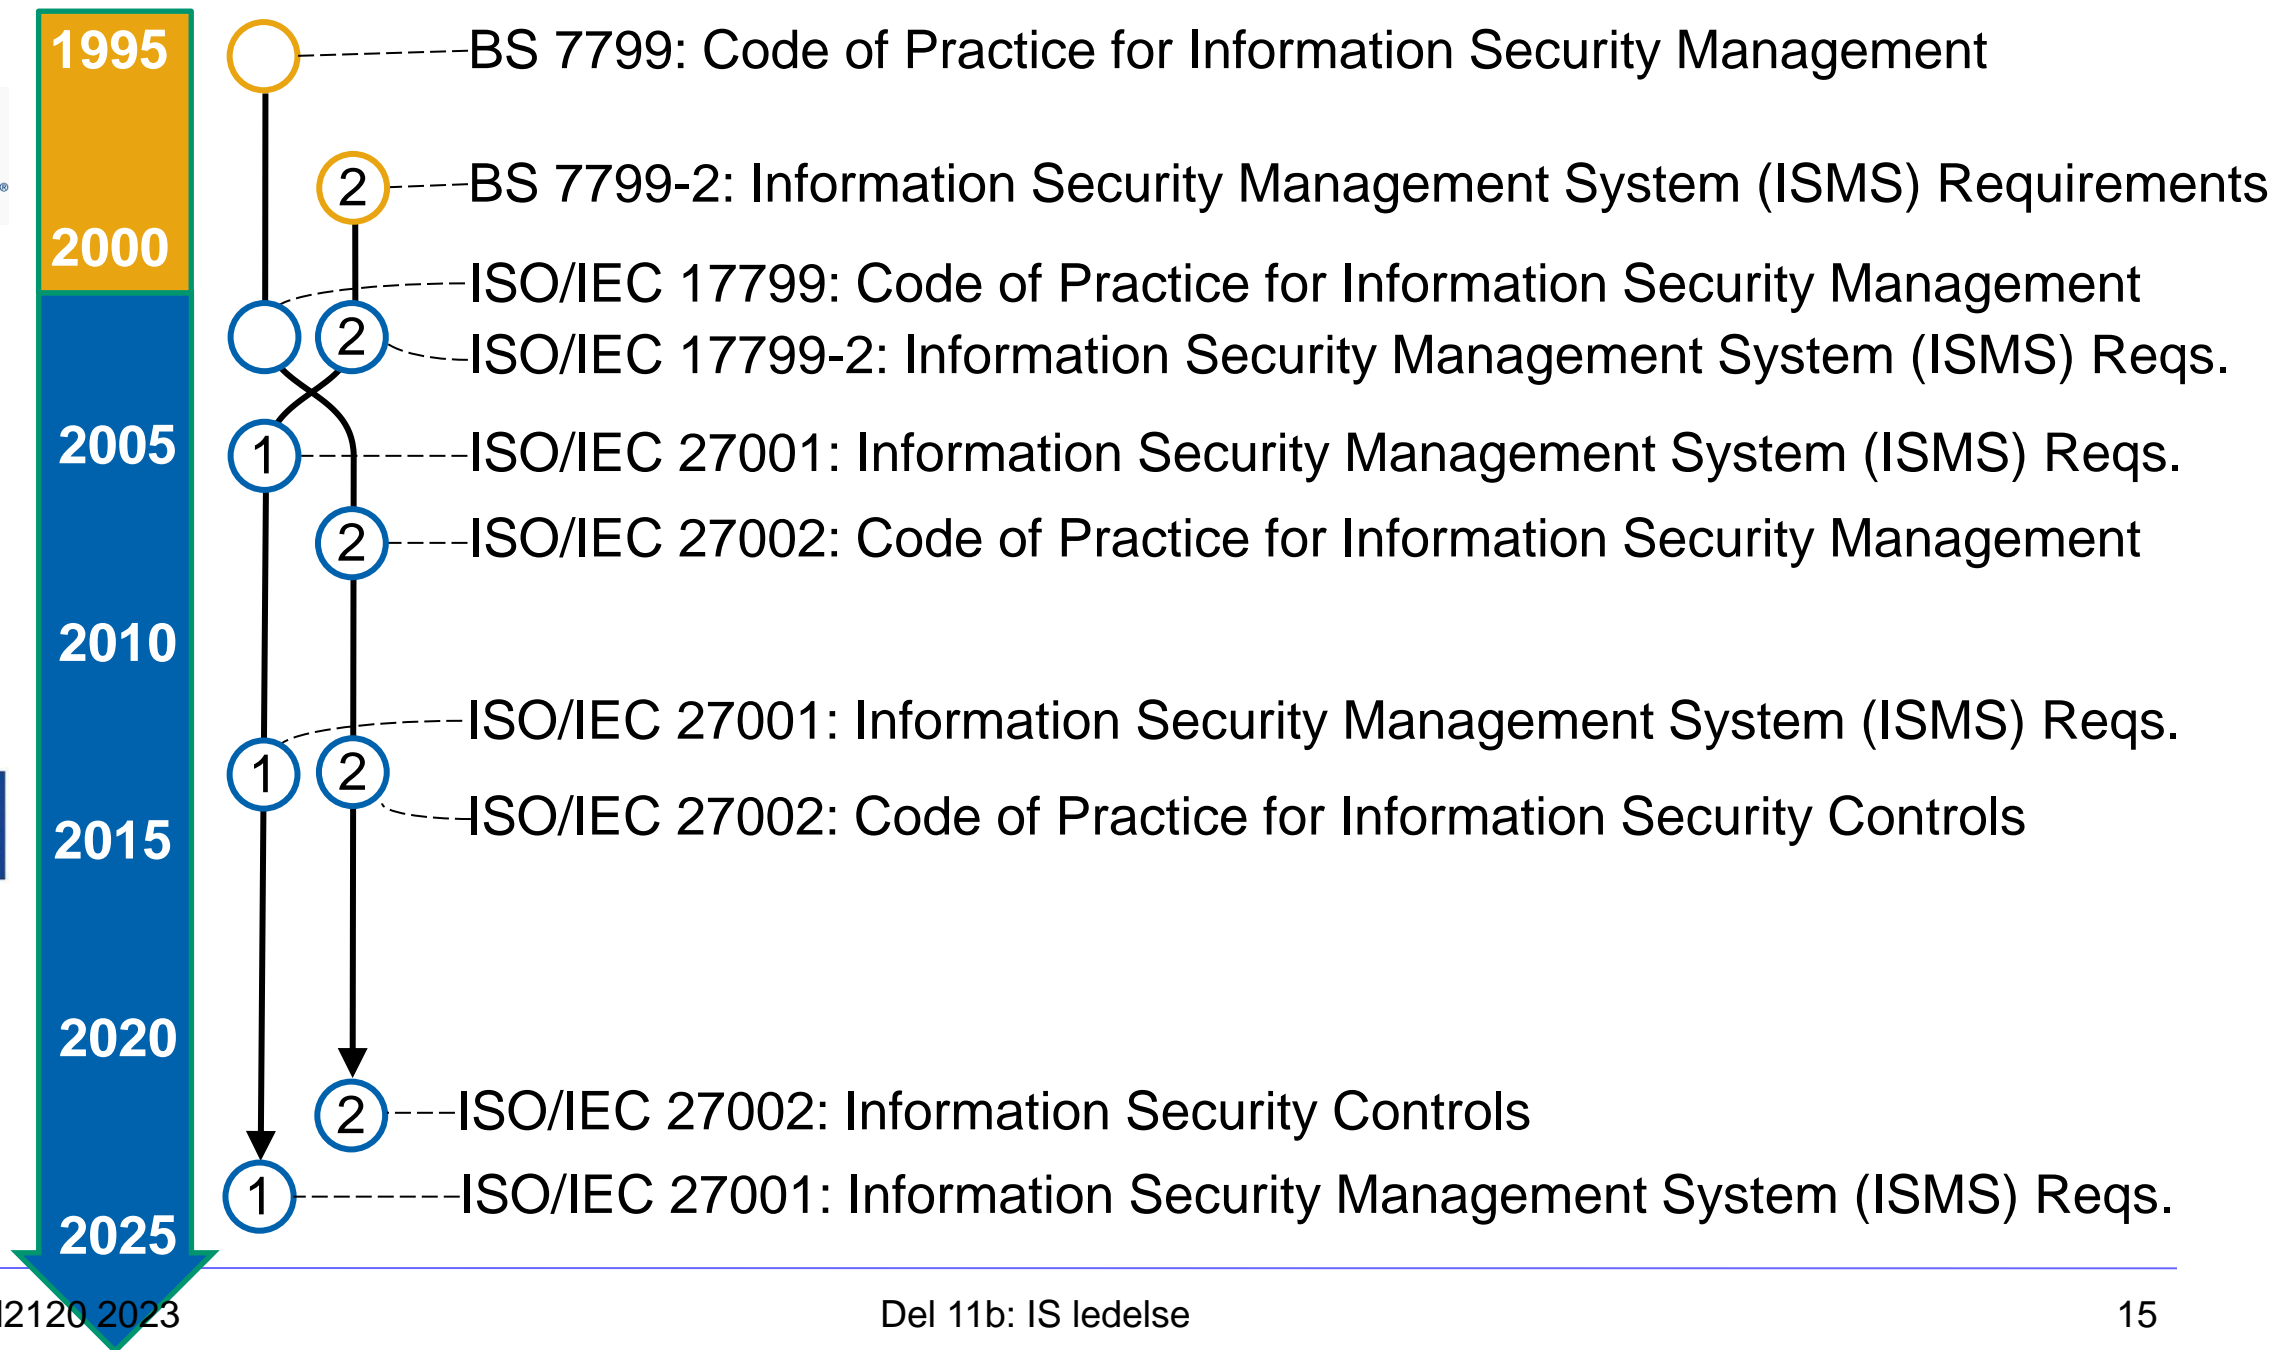 1995
BS 7799: Code of Practice for Information Security Management
2
BS 7799-2: Information Security Management System (ISMS) Requirements
2000
ISO/IEC 17799: Code of Practice for Information Security Management
2
ISO/IEC 17799-2: Information Security Management System (ISMS) Reqs.
2005
1
ISO/IEC 27001: Information Security Management System (ISMS) Reqs.
2
ISO/IEC 27002: Code of Practice for Information Security Management
2010
ISO/IEC 27001: Information Security Management System (ISMS) Reqs.
1
2
ISO/IEC 27002: Code of Practice for Information Security Controls
2015
2020
2
ISO/IEC 27002: Information Security Controls
1
ISO/IEC 27001: Information Security Management System (ISMS) Reqs.
2025
2120 2023
Del 11b: IS ledelse
15